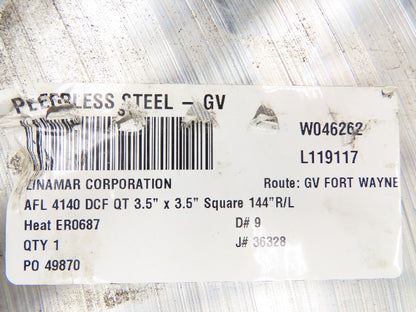 PEERLESS STEEL - GV
W046262
L119117
LINAMAR CORPORATION Route: GV FORT WAYNE
AFL 4140 DCF QT 3.5" x 3.5" Square 144"R/L
Heat ER0687 D# 9
QTY 1 J# 36328
PO 49870